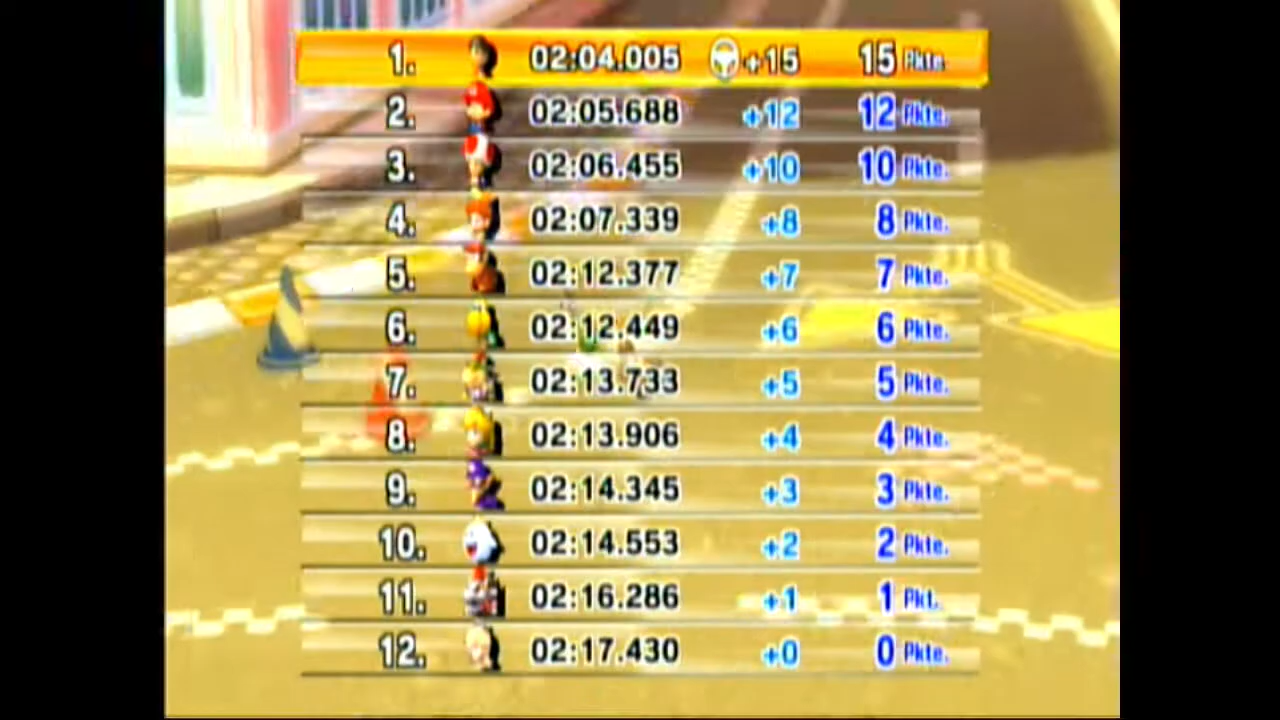 1. 02:04.005 +15 15 Pkte.
2. 02:05.688 +12 12 Pkte.
3. 02:06.455 +10 10 Pkte.
4. 02:07.339 +8 8 Pkte.
5. 02:12.377 +7 7 Pkte.
6. 02:12.449 +6 6 Pkte.
7. 02:13.733 +5 5 Pkte.
8. 02:13.906 +4 4 Pkte.
9. 02:14.345 +3 3 Pkte.
10. 02:14.553 +2 2 Pkte.
11. 02:16.286 +1 1 Pkt.
12. 02:17.430 +0 0 Pkte.